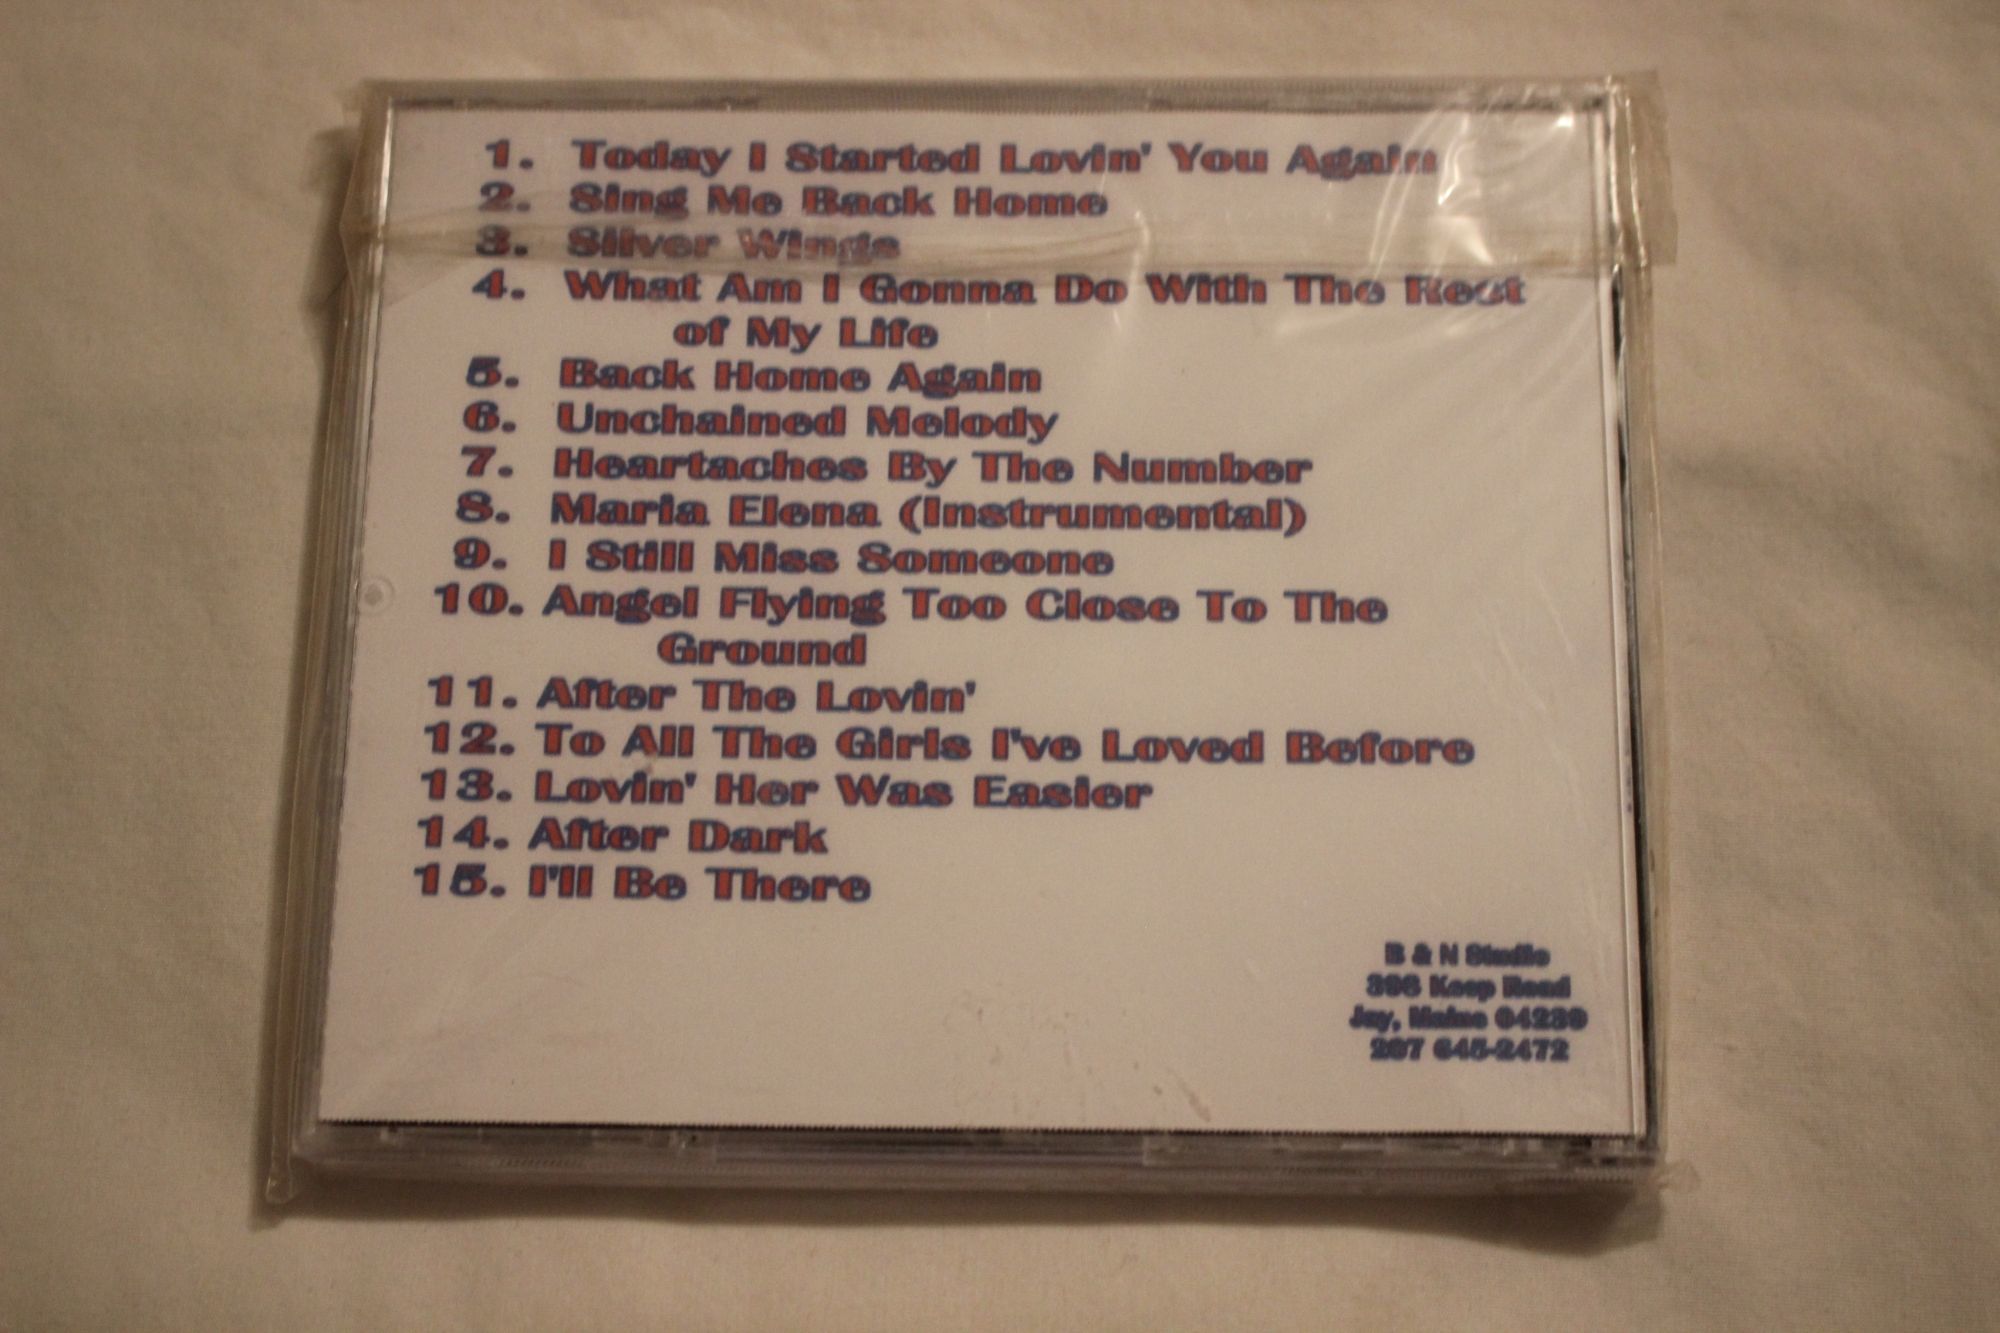 1. Today I Started Lovin' You Again
2. Sing Me Back Home
3. Silver Wings
4. What Am I Gonna Do With The Rest
of My Life
5. Back Home Again
6. Unchained Melody
7. Heartaches By The Number
8. Maria Elena (Instrumental)
9. I Still Miss Someone
10. Angel Flying Too Close To The
Ground
11. After The Lovin'
12. To All The Girls I've Loved Before
13. Lovin' Her Was Easier
14. After Dark
15. I'll Be There
B & N Studio
Keep Road
Jay, Maine 04239
207 645-2472